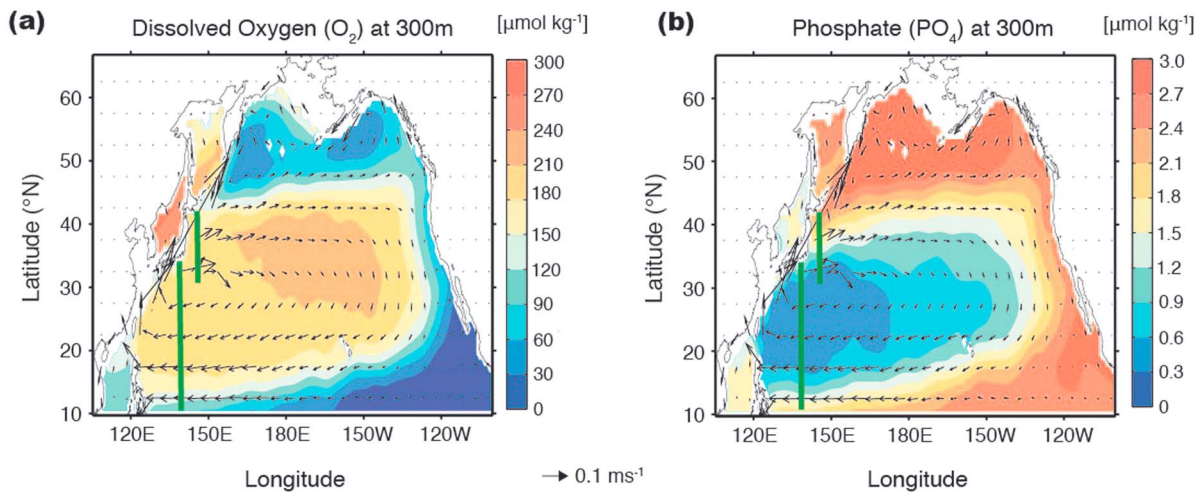 (a)
Dissolved Oxygen (O2) at 300m
[μmol kg-1]
60
50
40
30
20
10
120E
150E
180E
150W
120W
Latitude (°N)
Longitude
300
270
240
210
180
150
120
90
60
30
0
(b)
Phosphate (PO4) at 300m
[μmol kg-1]
60
50
40
30
20
10
120E
150E
180E
150W
120W
Latitude (°N)
Longitude
3.0
2.7
2.4
2.1
1.8
1.5
1.2
0.9
0.6
0.3
0
0.1 ms-1